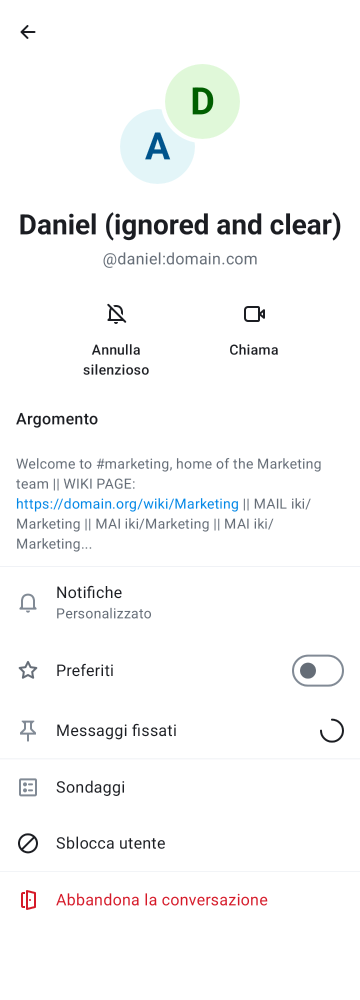 D
A
Daniel (ignored and clear)
@daniel:domain.com
Annulla
silenzioso
Chiama
Argomento
Welcome to #marketing, home of the Marketing
team || WIKI PAGE:
https://domain.org/wiki/Marketing || MAIL iki/
Marketing || MAI iki/Marketing || MAI iki/
Marketing...
Notifiche
Personalizzato
Preferiti
Messaggi fissati
Sondaggi
Sblocca utente
Abbandona la conversazione